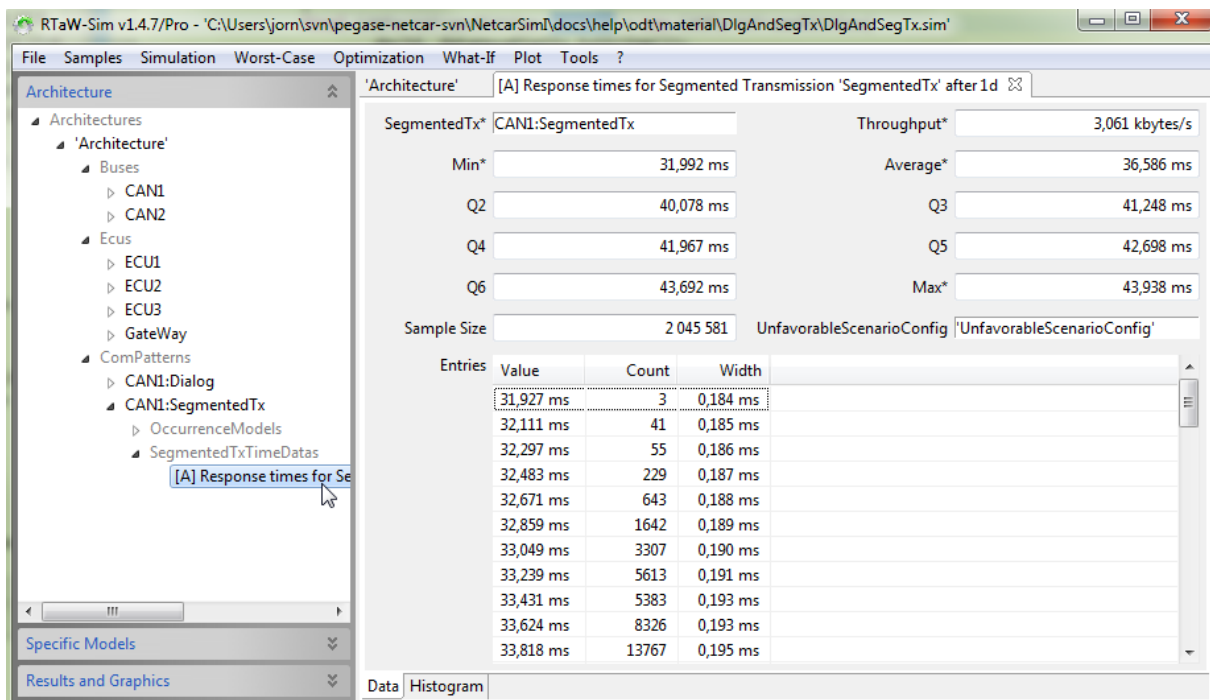 RTaW-Sim v1.4.7/Pro - 'C:\Users\jorn\svn\pegase-netcar-svn\NetcarSimI\docs\help\odt\material\DlgAndSegTx\DlgAndSegTx.sim'
File Samples Simulation Worst-Case Optimization What-If Plot Tools ?
Architecture
Architectures
'Architecture'
Buses
CAN1
CAN2
Ecus
ECU1
ECU2
ECU3
GateWay
ComPatterns
CAN1:Dialog
CAN1:SegmentedTx
OccurrenceModels
SegmentedTxTimeDatas
[A] Response times for Se
Specific Models
Results and Graphics
'Architecture' [A] Response times for Segmented Transmission 'SegmentedTx' after 1d
SegmentedTx* CAN1:SegmentedTx Throughput* 3,061 kbytes/s
Min* 31,992 ms Average* 36,586 ms
Q2 40,078 ms Q3 41,248 ms
Q4 41,967 ms Q5 42,698 ms
Q6 43,692 ms Max* 43,938 ms
Sample Size 2 045 581 UnfavorableScenarioConfig 'UnfavorableScenarioConfig'
Entries Value Count Width
31,927 ms 3 0,184 ms
32,111 ms 41 0,185 ms
32,297 ms 55 0,186 ms
32,483 ms 229 0,187 ms
32,671 ms 643 0,188 ms
32,859 ms 1642 0,189 ms
33,049 ms 3307 0,190 ms
33,239 ms 5613 0,191 ms
33,431 ms 5383 0,193 ms
33,624 ms 8326 0,193 ms
33,818 ms 13767 0,195 ms
Data Histogram